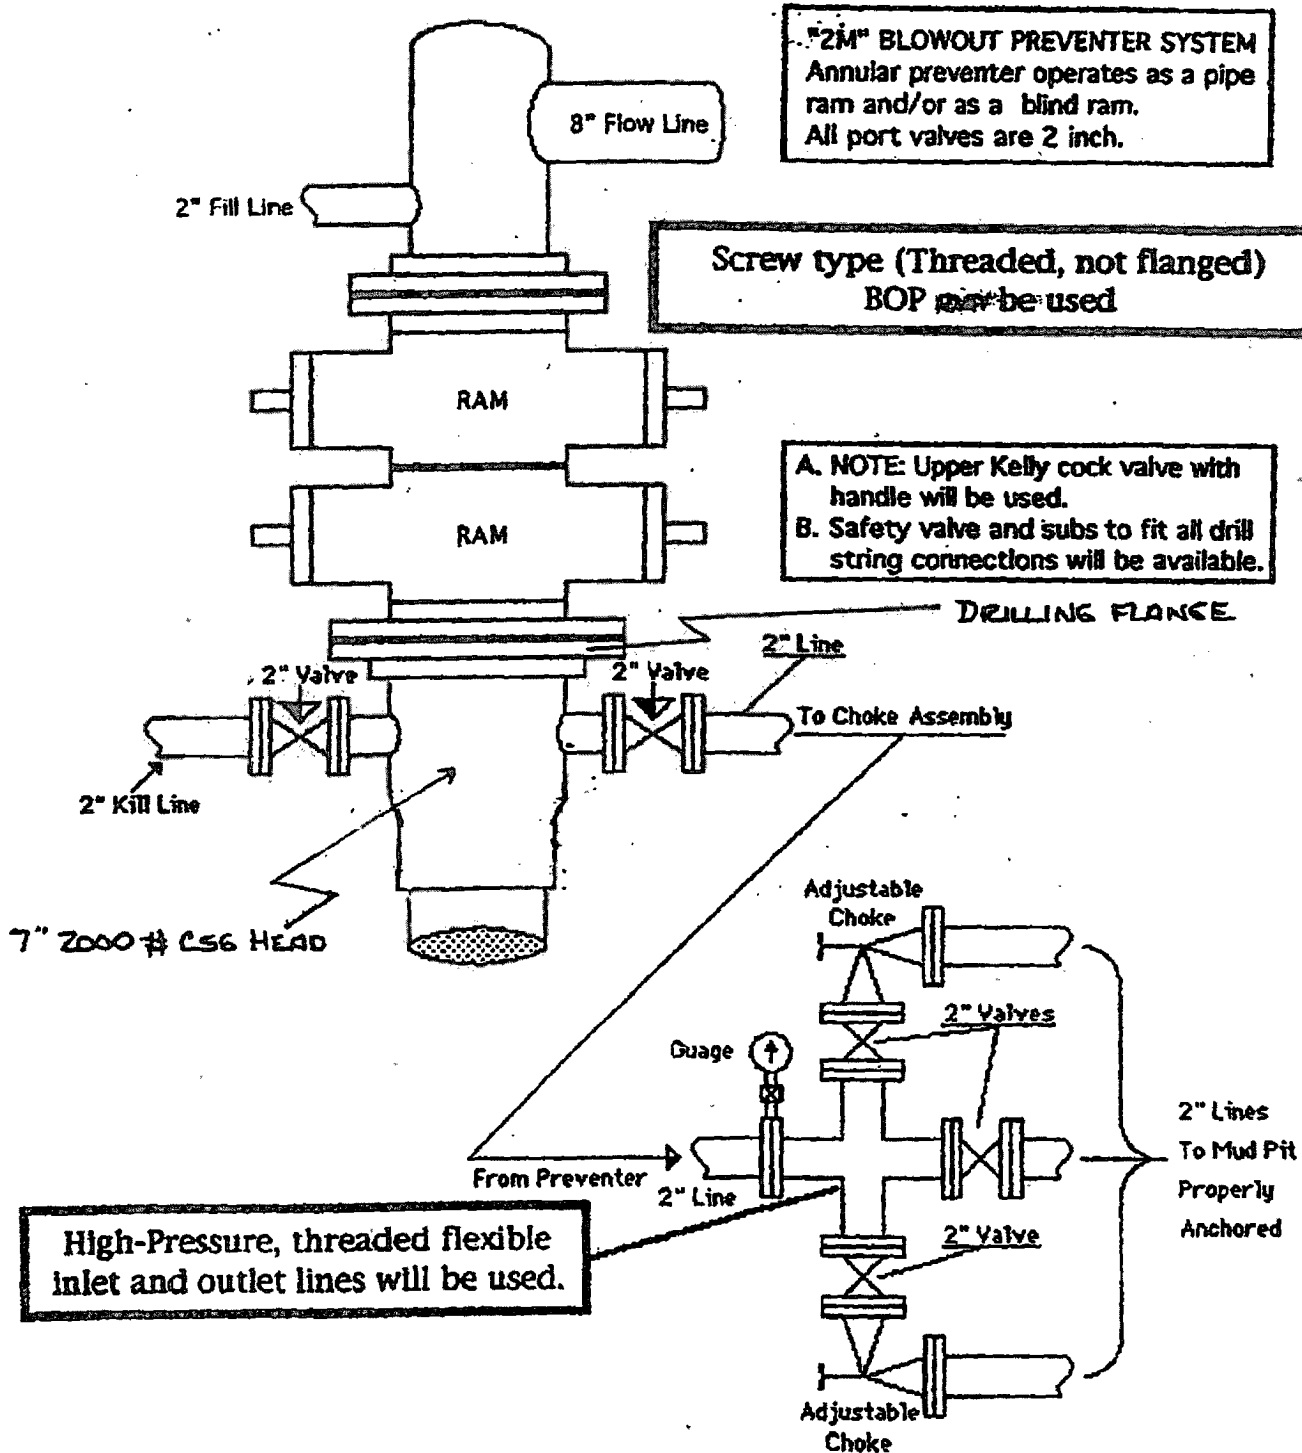 "2M" BLOWOUT PREVENTER SYSTEM
Annular preventer operates as a pipe
ram and/or as a blind ram.
All port valves are 2 inch.
8" Flow Line
2" Fill Line
Screw type (Threaded, not flanged)
BOP be used
RAM
A. NOTE: Upper Kelly cock valve with
handle will be used.
B. Safety valve and subs to fit all drill
string connections will be available.
RAM
DRILLING FLANGE
2" Line
2" Valve
2" Valve
To Choke Assembly
2" Kill Line
7" 2000 # CSG HEAD
Adjustable
Choke
2" Valves
Guage
2" Lines
To Mud Pit
Properly
Anchored
From Preventer
2" Line
High-Pressure, threaded flexible
inlet and outlet lines will be used.
2" Valve
Adjustable
Choke